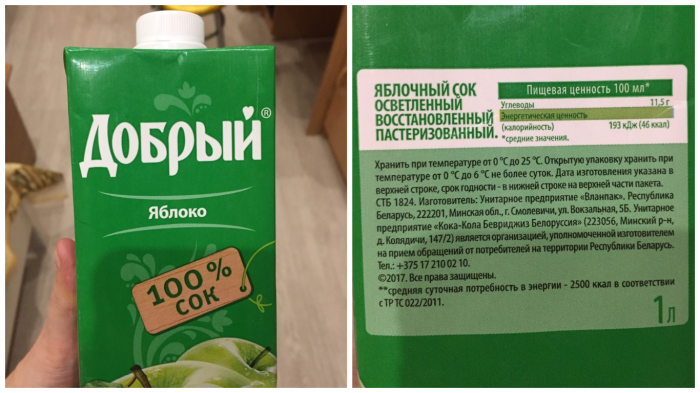 Добрый®
Яблоко
100%
СОК
ЯБЛОЧНЫЙ СОК
ОСВЕТЛЕННЫЙ
ВОССТАНОВЛЕННЫЙ
ПАСТЕРИЗОВАННЫЙ.
Пищевая ценность 100 мл*
Углеводы 11,5 г
Энергетическая ценность
(калорийность) 193 кДж (46 ккал)
*средние значения.
Хранить при температуре от 0 °С до 25 °С. Открытую упаковку хранить при
температуре от 0 °С до 6 °С не более суток. Дата изготовления указана в
верхней строке, срок годности - в нижней строке на верхней части пакета.
СТБ 1824. Изготовитель: Унитарное предприятие «Вланпак», Республика
Беларусь, 222201, Минская обл., г. Смолевичи, ул. Вокзальная, 5Б. Унитарное
предприятие «Кока-Кола Бевриджиз Белоруссия» (223056, Минский р-н,
д. Колядичи, 147/2) является организацией, уполномоченной изготовителем
на прием обращений от потребителей на территории Республики Беларусь.
Тел.: +375 17 210 02 10.
©2017. Все права защищены.
**средняя суточная потребность в энергии - 2500 ккал в соответствии
с ТР ТС 022/2011.
1л